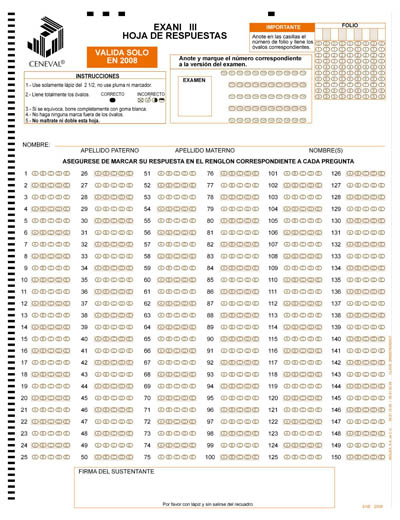 EXANI III
HOJA DE RESPUESTAS
CENEVAL®
VALIDA SOLO
EN 2008
IMPORTANTE
Anote en las casillas el
número de folio y llene los
óvalos correspondientes.
FOLIO
INSTRUCCIONES
1.- Use solamente lápiz del 2 1/2, no use pluma ni marcador.
2.- Llene totalmente los óvalos. CORRECTO INCORRECTO
3.- Si se equivoca, borre completamente con goma blanca.
4.- No haga ninguna marca fuera de los óvalos.
5.- No maltrate ni doble esta hoja.
Anote y marque el número correspondiente
a la versión del examen.
EXAMEN
NOMBRE:
APELLIDO PATERNO APELLIDO MATERNO NOMBRE(S)
ASEGURESE DE MARCAR SU RESPUESTA EN EL RENGLON CORRESPONDIENTE A CADA PREGUNTA
1 26 51 76 101 126
2 27 52 77 102 127
3 28 53 78 103 128
4 29 54 79 104 129
5 30 55 80 105 130
6 31 56 81 106 131
7 32 57 82 107 132
8 33 58 83 108 133
9 34 59 84 109 134
10 35 60 85 110 135
11 36 61 86 111 136
12 37 62 87 112 137
13 38 63 88 113 138
14 39 64 89 114 139
15 40 65 90 115 140
16 41 66 91 116 141
17 42 67 92 117 142
18 43 68 93 118 143
19 44 69 94 119 144
20 45 70 95 120 145
21 46 71 96 121 146
22 47 72 97 122 147
23 48 73 98 123 148
24 49 74 99 124 149
25 50 75 100 125 150
FIRMA DEL SUSTENTANTE
Por favor con lápiz y sin salirse del recuadro